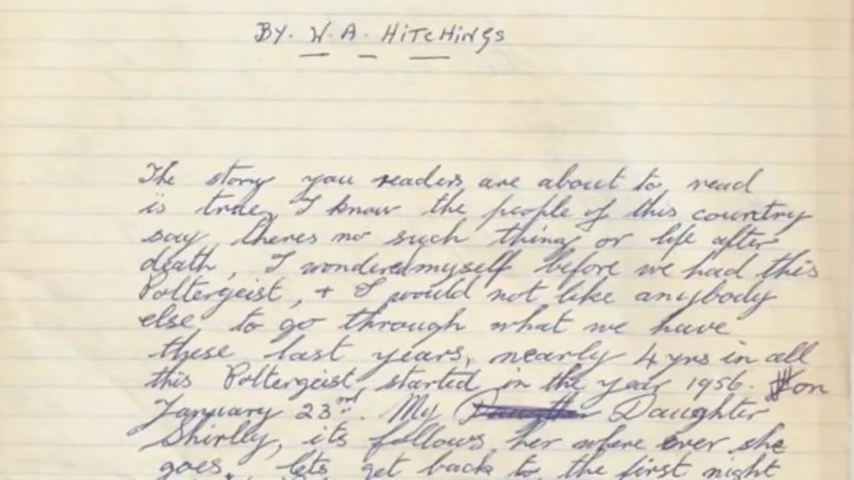 BY. W. A. HiTCHiNGS
The story you readers are about to read
is true, I know the people of this country
say, theres no such thing or life after
death, I wondered myself before we had this
Poltergeist, + I would not like anybody
else to go through what we have
these last years, nearly 4 yrs in all
this Poltergeist, started in the year 1956. on
January 23rd. My Daughter
Shirley, its follows, her where ever she
goes., lets get back to the first night